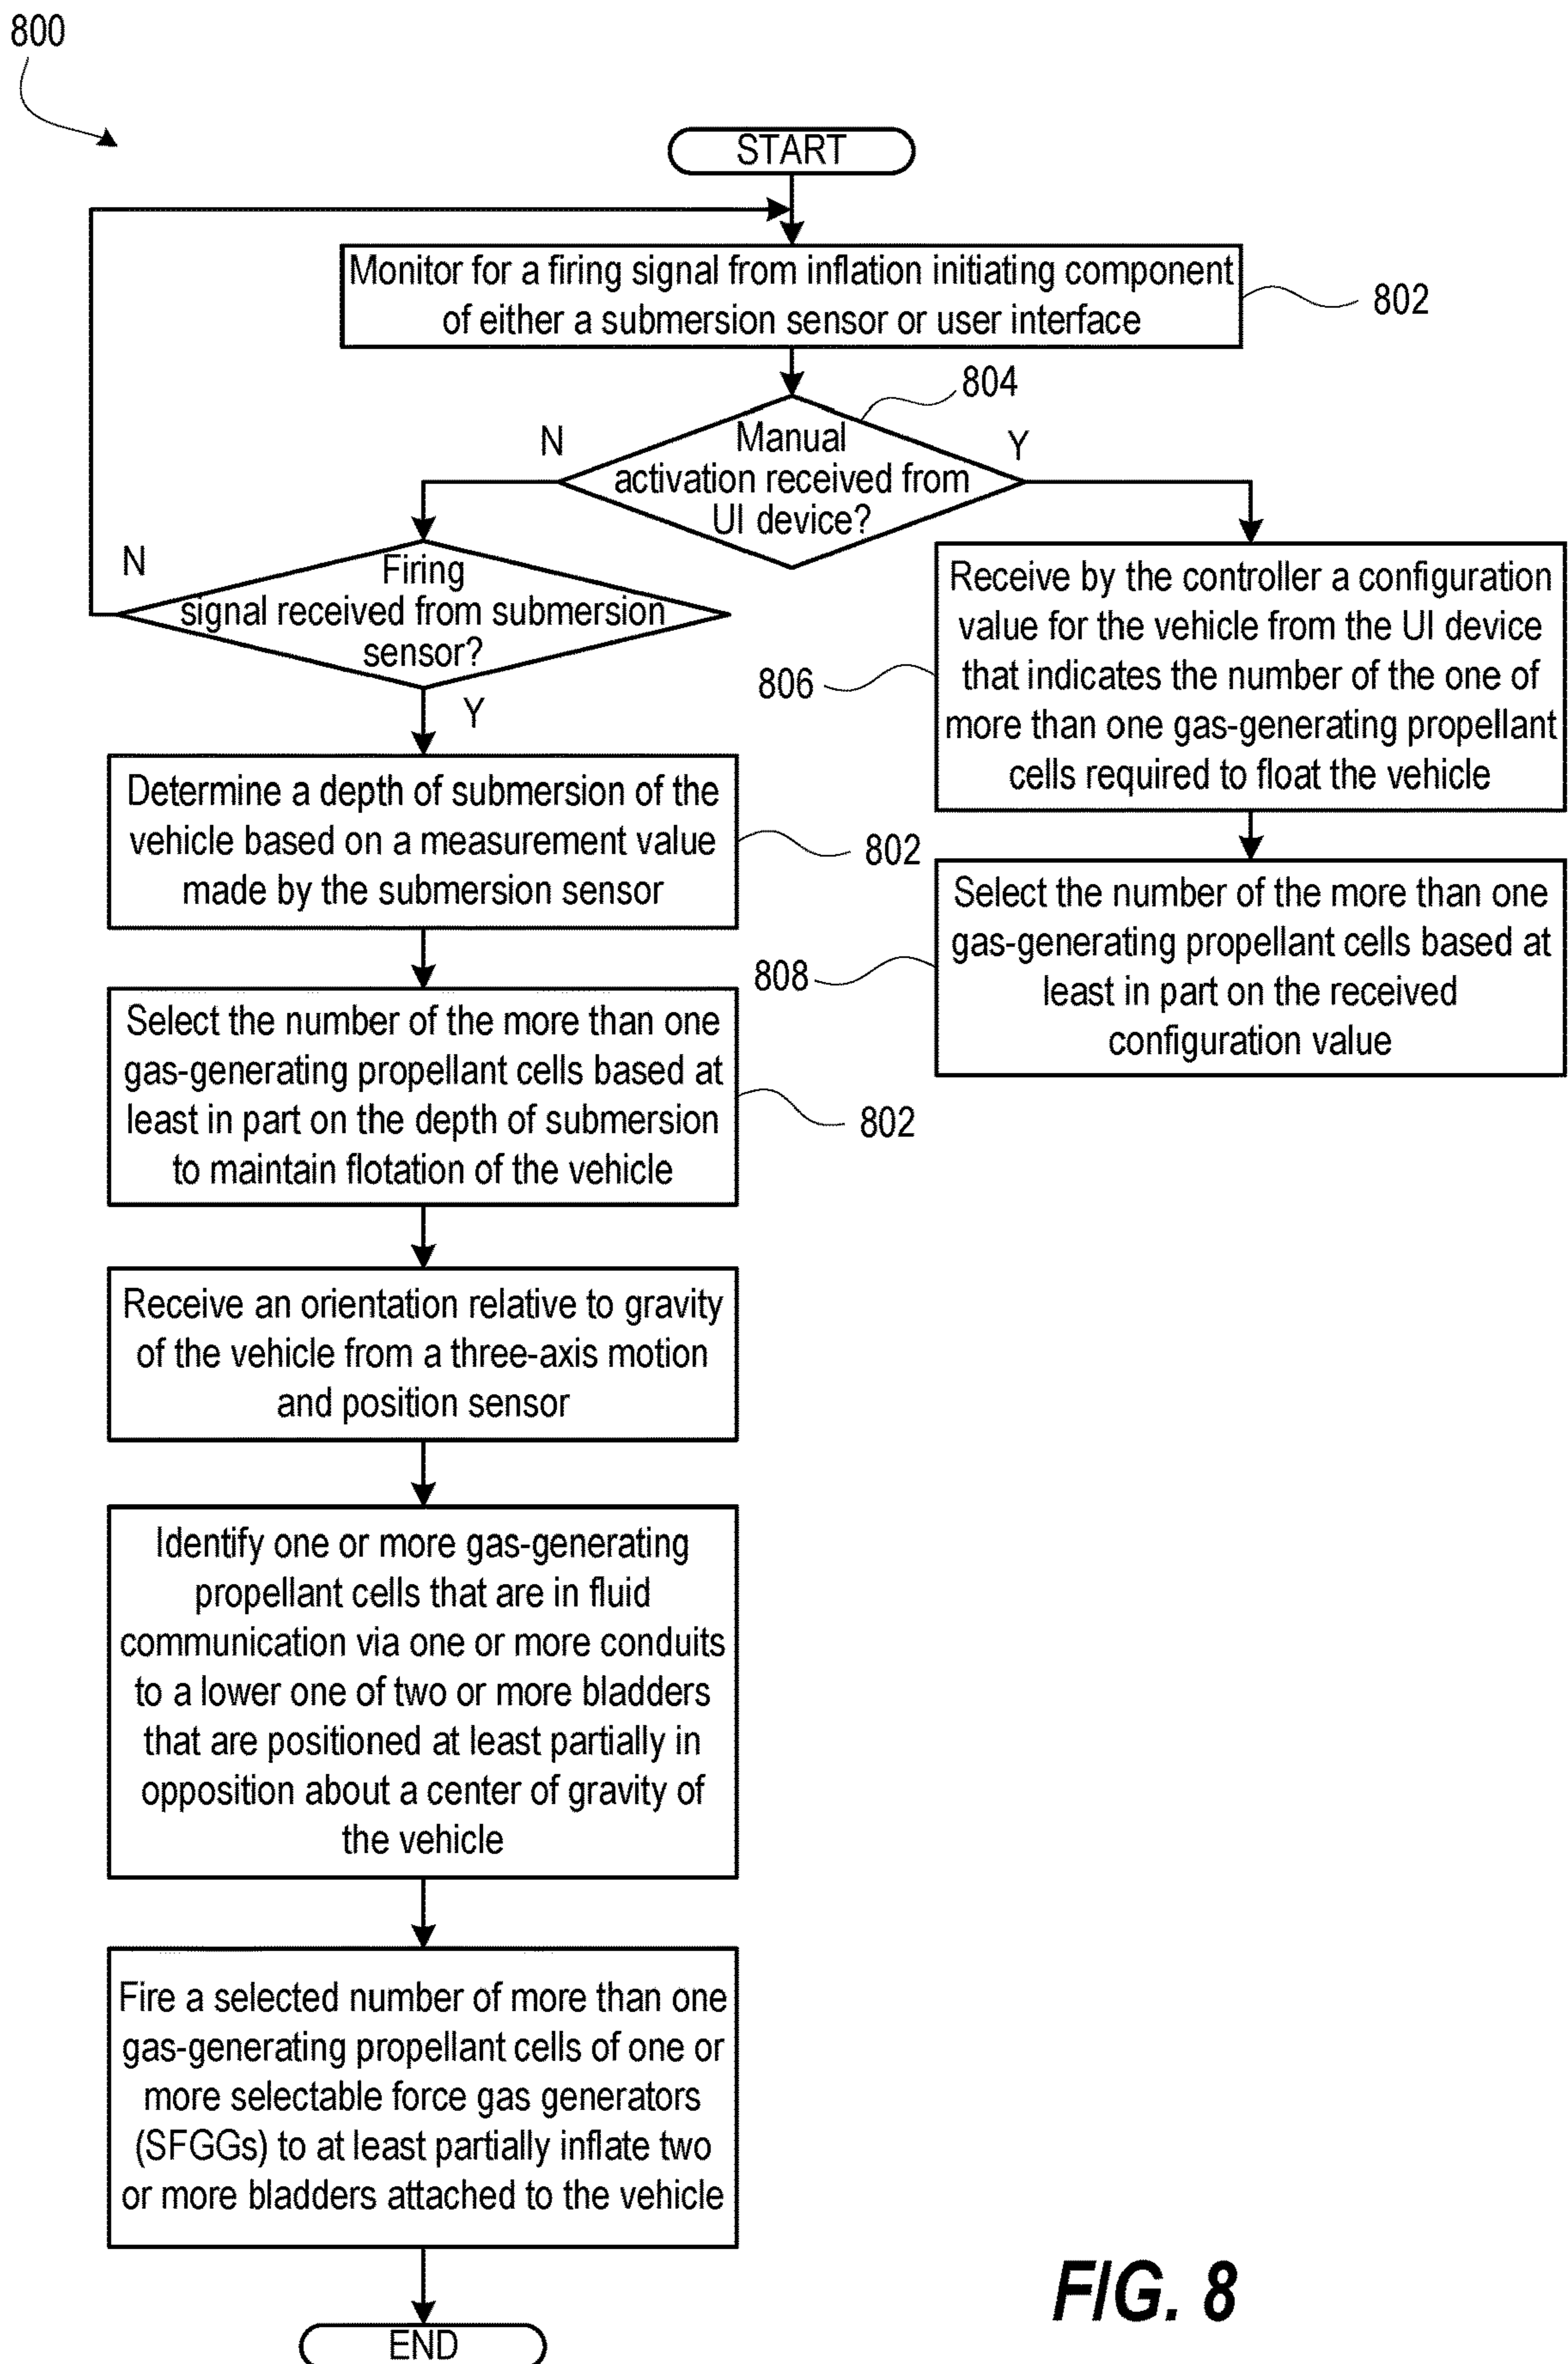 800
START
Monitor for a firing signal from inflation initiating component
of either a submersion sensor or user interface
802
804
N
Manual
activation received from
UI device?
Y
N
Firing
signal received from submersion
sensor?
Y
Receive by the controller a configuration
value for the vehicle from the UI device
that indicates the number of the one of
more than one gas-generating propellant
cells required to float the vehicle
806
Determine a depth of submersion of the
vehicle based on a measurement value
made by the submersion sensor
802
Select the number of the more than one
gas-generating propellant cells based at
least in part on the received
configuration value
808
Select the number of the more than one
gas-generating propellant cells based at
least in part on the depth of submersion
to maintain flotation of the vehicle
802
Receive an orientation relative to gravity
of the vehicle from a three-axis motion
and position sensor
Identify one or more gas-generating
propellant cells that are in fluid
communication via one or more conduits
to a lower one of two or more bladders
that are positioned at least partially in
opposition about a center of gravity of
the vehicle
Fire a selected number of more than one
gas-generating propellant cells of one or
more selectable force gas generators
(SFGGs) to at least partially inflate two
or more bladders attached to the vehicle
END
FIG. 8